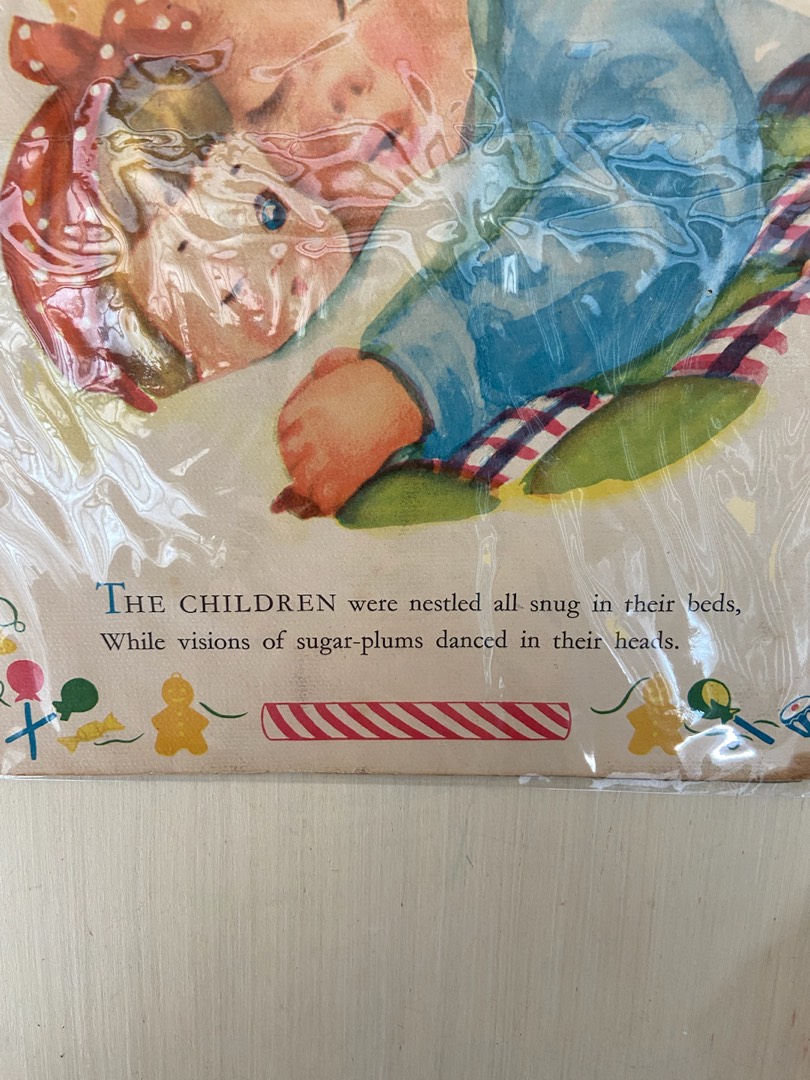 THE CHILDREN were nestled all snug in their beds,
While visions of sugar-plums danced in their heads.